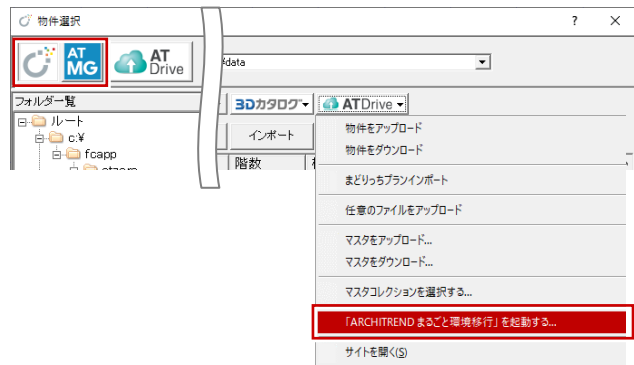 物件選択
? ×
AT
MG
AT
Drive
¥data
フォルダ一覧
3Dカタログ
ATDrive
ルート
c:¥
fcapp
インポート
階数
物件をアップロード
物件をダウンロード
まどりっちプランインポート
任意のファイルをアップロード
マスタをアップロード...
マスタをダウンロード...
マスタコレクションを選択する...
「ARCHITREND まるごと環境移行」を起動する...
サイトを開く(S)